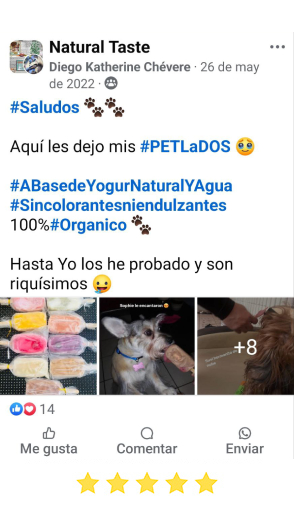 Natural Taste
Diego Katherine Chévere · 26 de may
de 2022 ·
#Saludos 🐾🐾
Aquí les dejo mis #PETLaDOS 🥹
#ABasedeYogurNaturalYAgua
#Sincolorantesniendulzantes
100%#Organico 🐾
Hasta Yo los he probado y son
riquísimos 🤪
Sophie le encantaron
+8
14
Me gusta
Comentar
Enviar